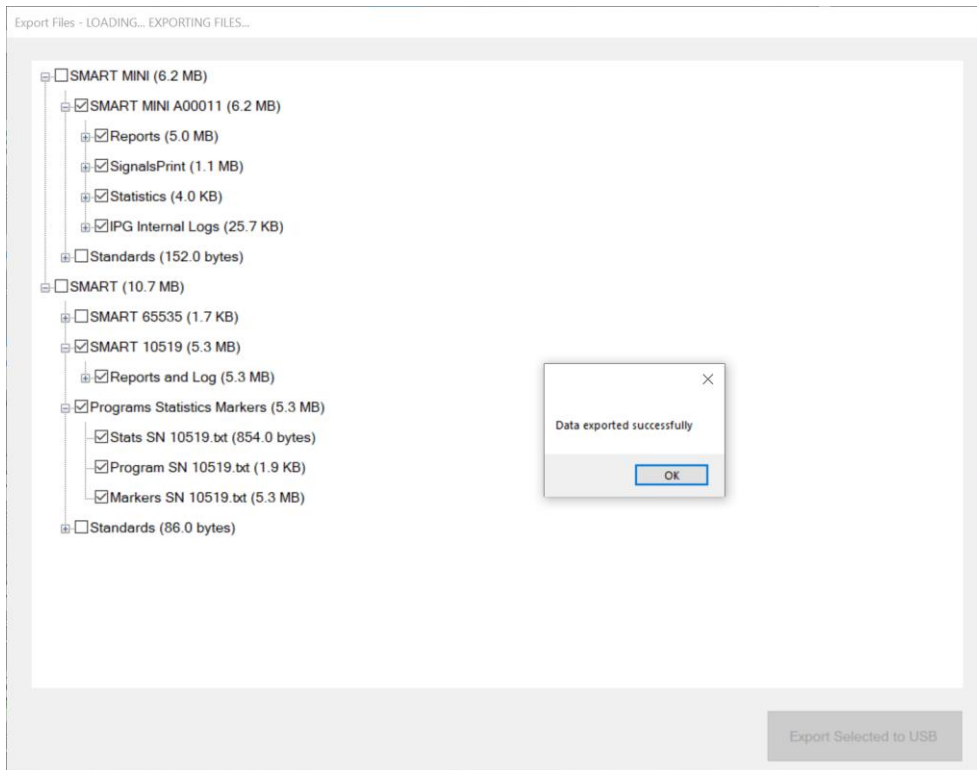 Export Files - LOADING... EXPORTING FILES...
SMART MINI (6.2 MB)
SMART MINI A00011 (6.2 MB)
Reports (5.0 MB)
SignalsPrint (1.1 MB)
Statistics (4.0 KB)
IPG Internal Logs (25.7 KB)
Standards (152.0 bytes)
SMART (10.7 MB)
SMART 65535 (1.7 KB)
SMART 10519 (5.3 MB)
Reports and Log (5.3 MB)
Programs Statistics Markers (5.3 MB)
Stats SN 10519.txt (854.0 bytes)
Program SN 10519.txt (1.9 KB)
Markers SN 10519.txt (5.3 MB)
Standards (86.0 bytes)
Data exported successfully
OK
Export Selected to USB